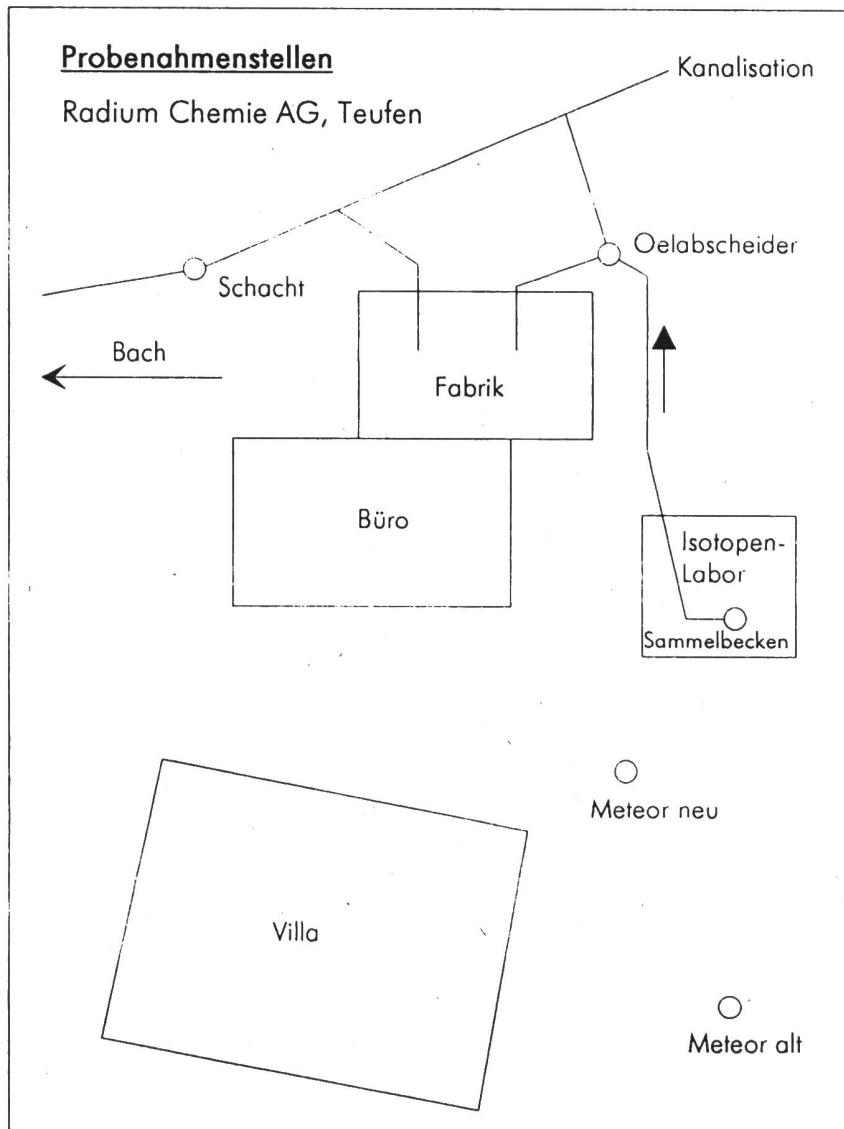 Probenahmenstellen
Radium Chemie AG, Teufen
Kanalisation
Oelabscheider
Schacht
Bach
Fabrik
Büro
Isotopen-
Labor
Sammelbecken
Meteor neu
Villa
Meteor alt